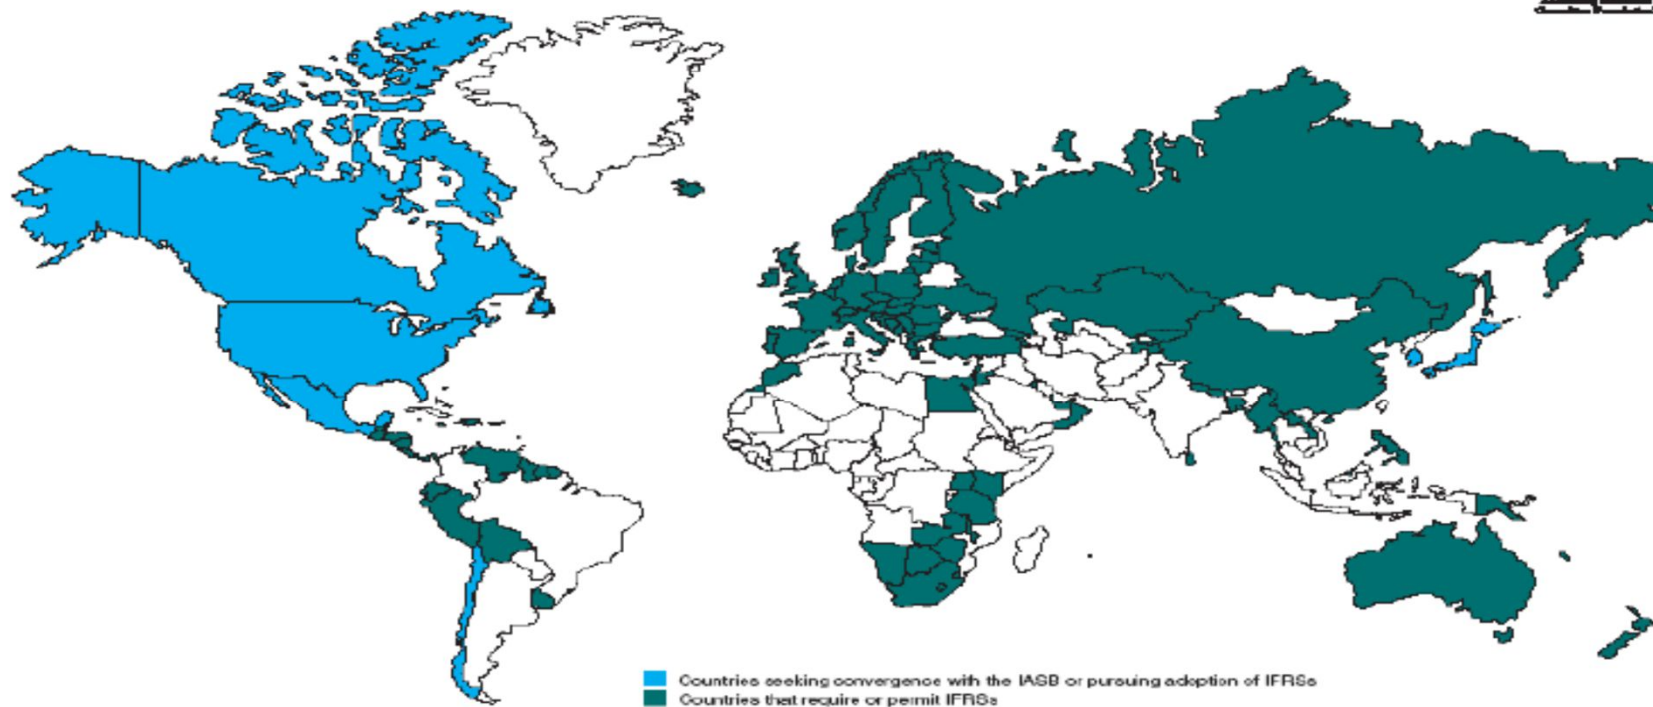 Countries seeking convergence with the IASB or pursuing adoption of IFRSs
Countries that require or permit IFRSs